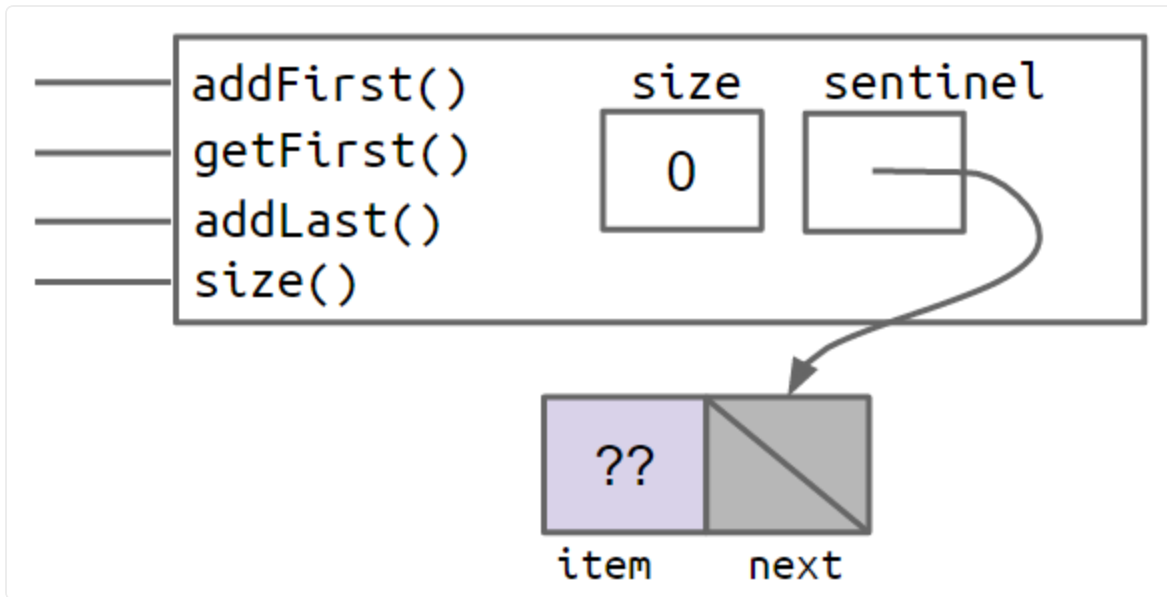 addFirst()
getFirst()
addLast()
size()
size
sentinel
0
??
item
next